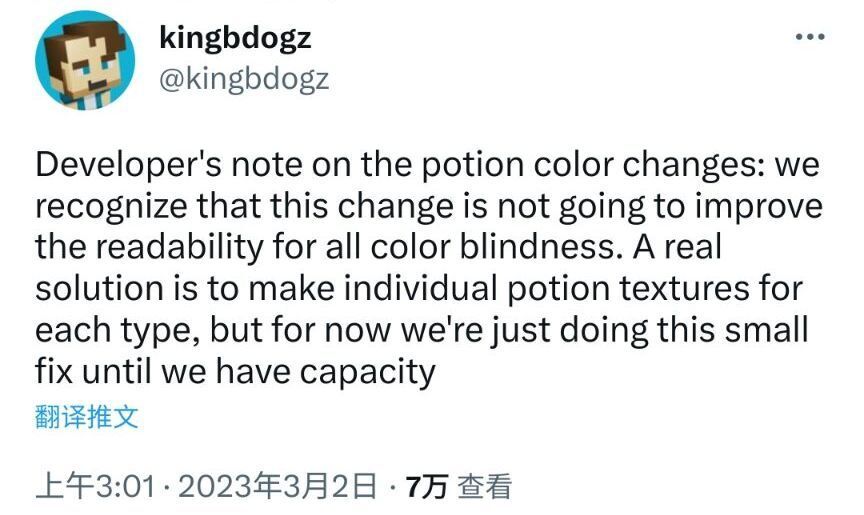 kingbdogz
@kingbdogz
Developer's note on the potion color changes: we
recognize that this change is not going to improve
the readability for all color blindness. A real
solution is to make individual potion textures for
each type, but for now we're just doing this small
fix until we have capacity
翻译推文
上午3:01 · 2023年3月2日 · 7万 查看